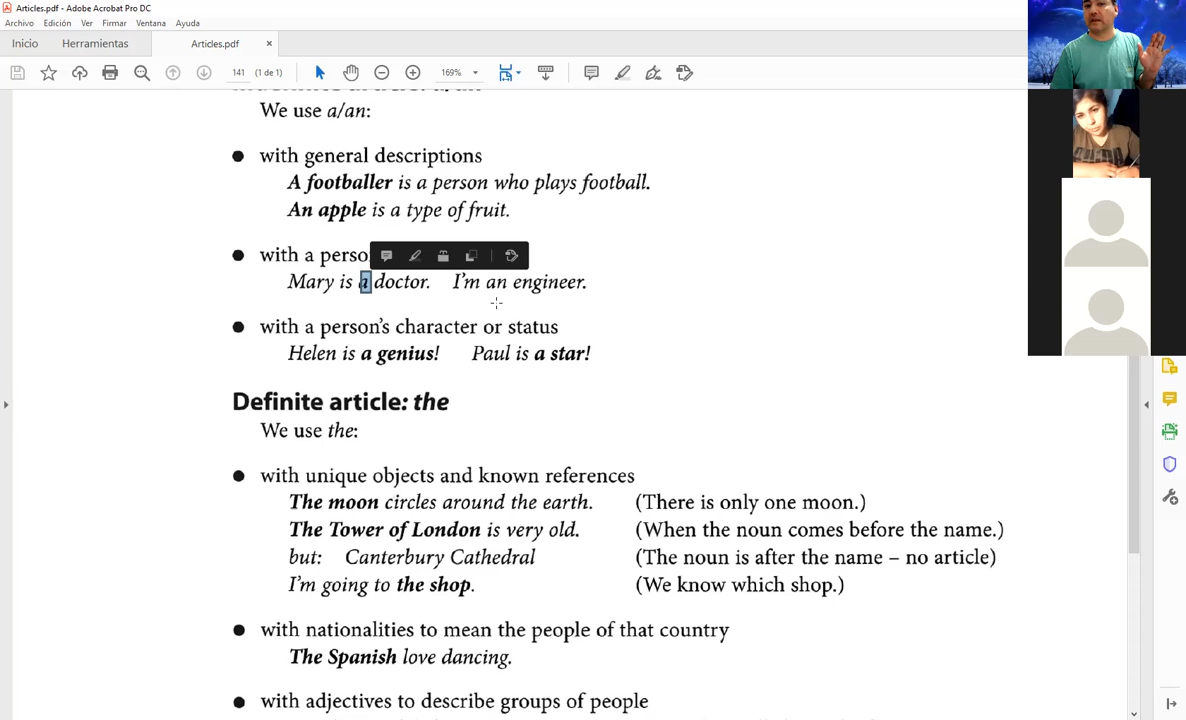 Articles.pdf - Adobe Acrobat Pro DC
Archivo Edición Ver Firmar Ventana Ayuda
Inicio Herramientas Articles.pdf ×
141 (1 de 1) 169%
We use a/an:
● with general descriptions
A footballer is a person who plays football.
An apple is a type of fruit.
● with a perso
Mary is a doctor. I'm an engineer.
● with a person's character or status
Helen is a genius! Paul is a star!
Definite article: the
We use the:
● with unique objects and known references
The moon circles around the earth. (There is only one moon.)
The Tower of London is very old. (When the noun comes before the name.)
but: Canterbury Cathedral (The noun is after the name – no article)
I'm going to the shop. (We know which shop.)
● with nationalities to mean the people of that country
The Spanish love dancing.
● with adjectives to describe groups of people